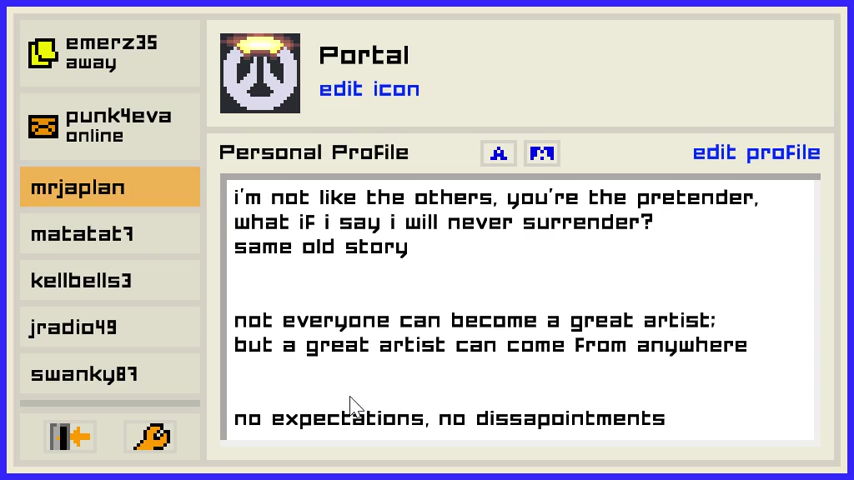 emerz35
away
punk4eva
online
mrjaplan
matatat7
kellbells3
jradio49
swanky87
Portal
edit icon
Personal Profile
A A
edit profile
i'm not like the others, you're the pretender,
what if i say i will never surrender?
same old story
not everyone can become a great artist;
but a great artist can come from anywhere
no expectations, no dissapointments